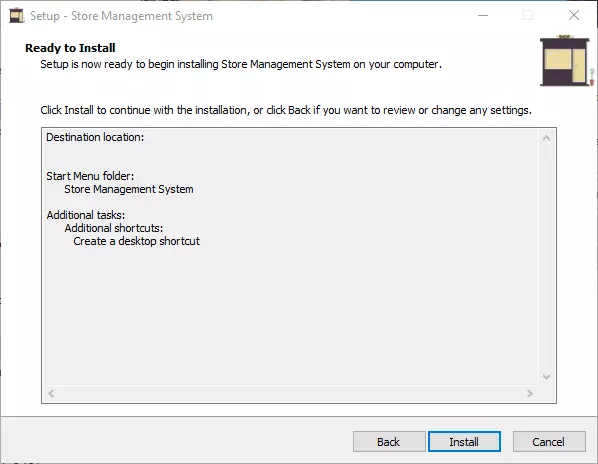 Setup - Store Management System
Ready to Install
Setup is now ready to begin installing Store Management System on your computer.
Click Install to continue with the installation, or click Back if you want to review or change any settings.
Destination location:
Start Menu folder:
Store Management System
Additional tasks:
Additional shortcuts:
Create a desktop shortcut
Back Install Cancel